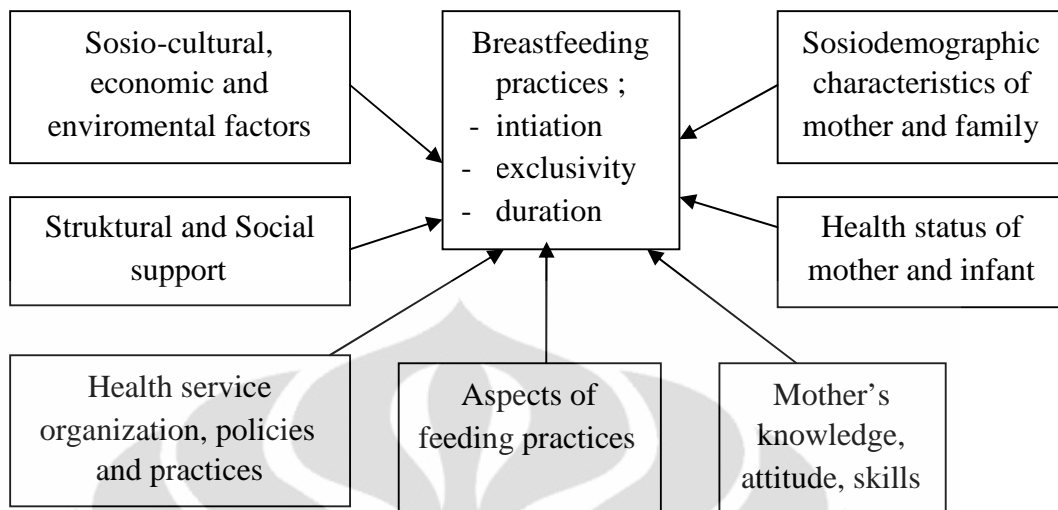 Sosio-cultural,
economic and
enviromental factors
Breastfeeding
practices ;
- intiation
- exclusivity
- duration
Sosiodemographic
characteristics of
mother and family
Struktural and Social
support
Health status of
mother and infant
Health service
organization, policies
and practices
Aspects of
feeding practices
Mother’s
knowledge,
attitude, skills